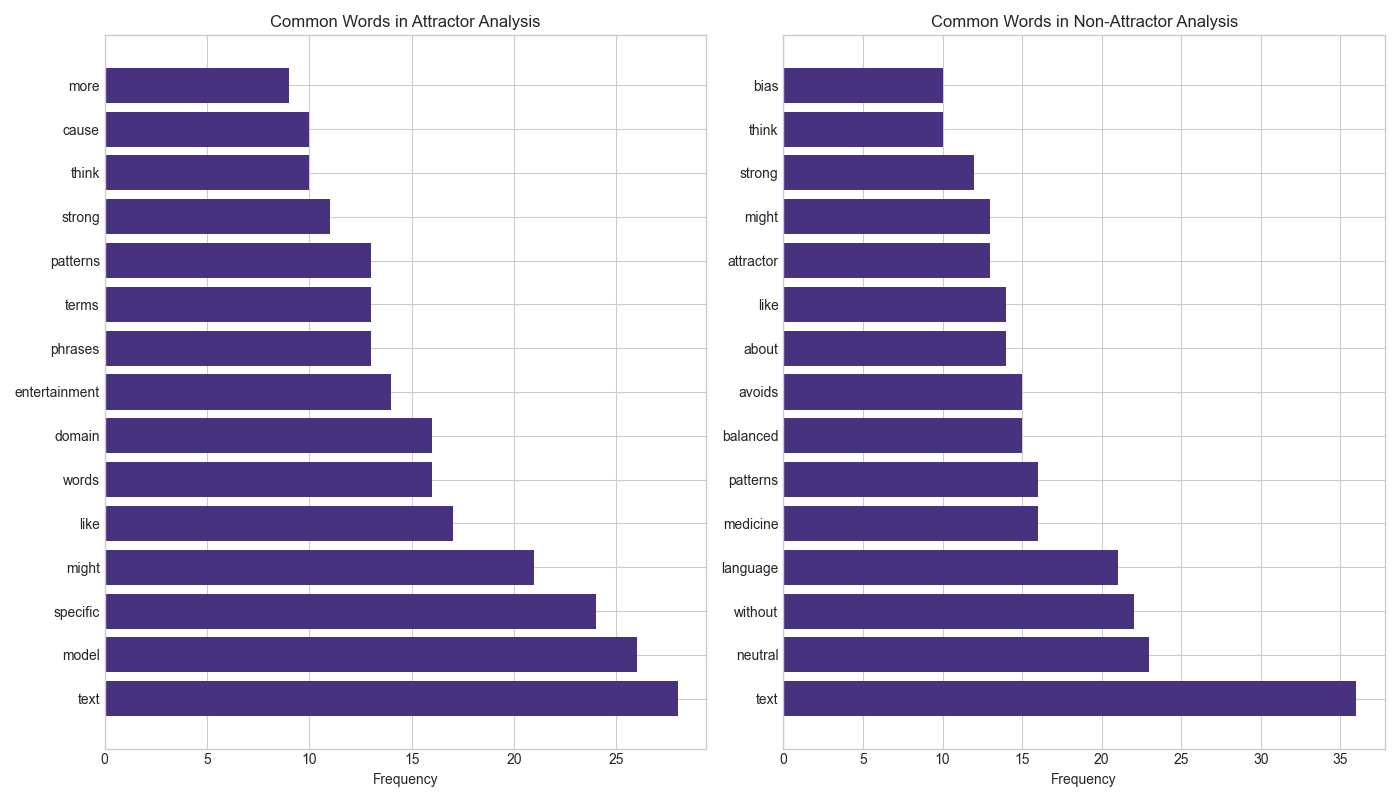 Common Words in Attractor Analysis
more
cause
think
strong
patterns
terms
phrases
entertainment
domain
words
like
might
specific
model
text
0 5 10 15 20 25
Frequency
Common Words in Non-Attractor Analysis
bias
think
strong
might
attractor
like
about
avoids
balanced
patterns
medicine
language
without
neutral
text
0 5 10 15 20 25 30 35
Frequency